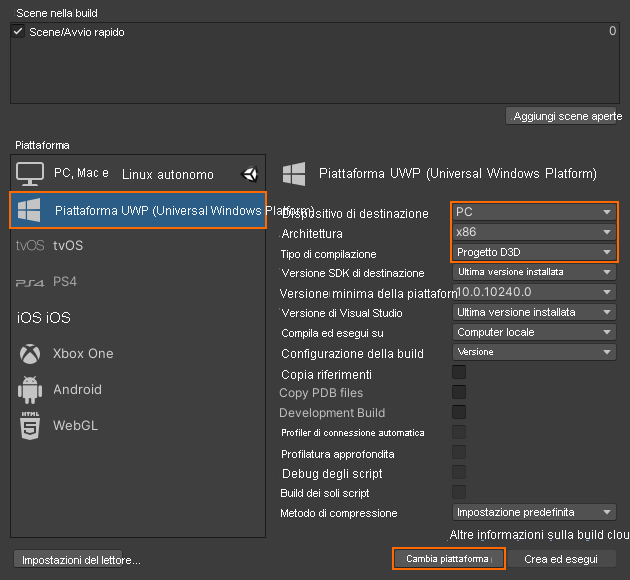 Scene nella build
Scene/Avvio rapido 0
Aggiungi scene aperte
Piattaforma
PC, Mac e Linux autonomo
Piattaforma UWP (Universal Windows Platform)
tvOS tvOS
PS4 PS4
iOS iOS
Xbox One
Android
HTML 5 WebGL
Piattaforma UWP (Universal Windows Platform)
Dispositivo di destinazione PC
Architettura x86
Tipo di compilazione Progetto D3D
Versione SDK di destinazione Ultima versione installata
Versione minima della piattaform 10.0.10240.0
Versione di Visual Studio Ultima versione installata
Compila ed esegui su Computer locale
Configurazione della build Versione
Copia riferimenti
Copy PDB files
Development Build
Profiler di connessione automatica
Profilatura approfondita
Debug degli script
Build dei soli script
Metodo di compressione Impostazione predefinita
Altre informazioni sulla build clou
Impostazioni del lettore...
Cambia piattaforma
Crea ed esegui